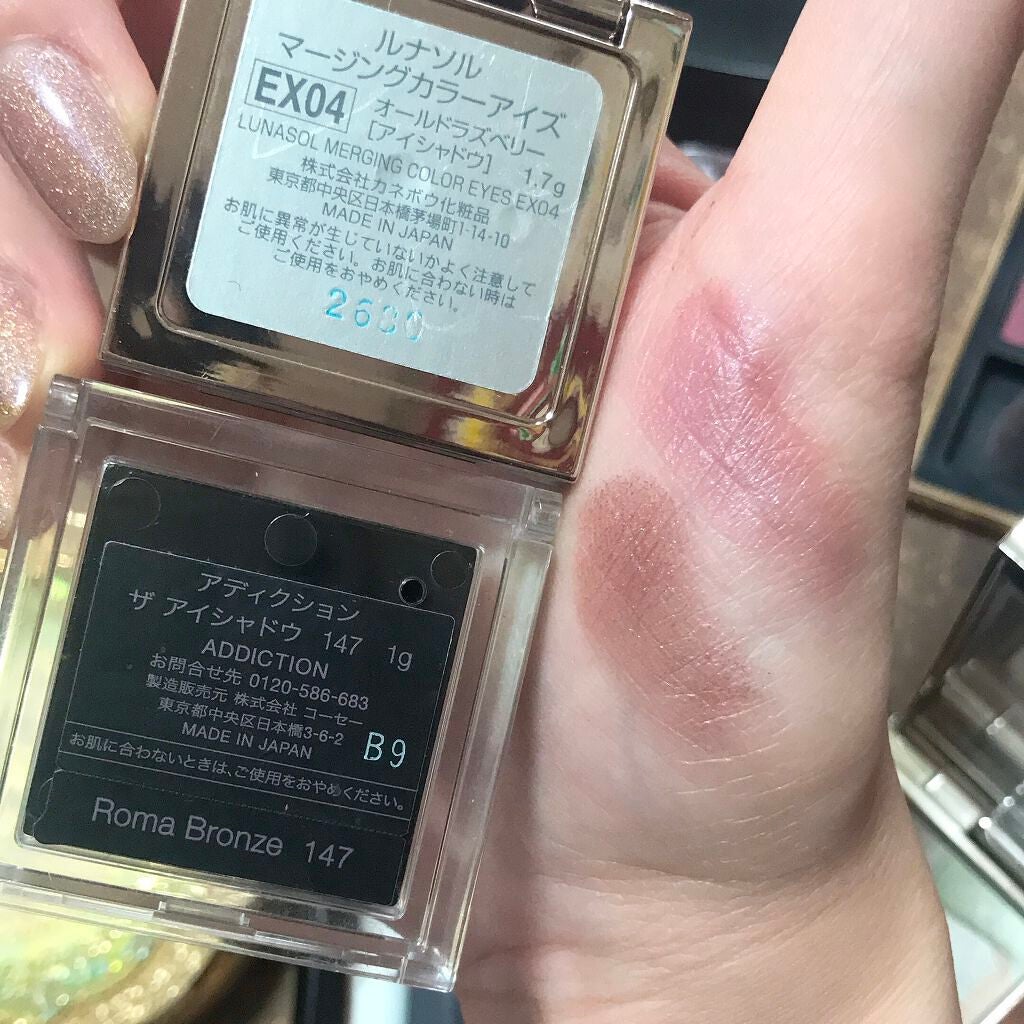 ルナソル
マージングカラーアイズ
EX04 オールドラズベリー
[アイシャドウ] 1.7g
LUNASOL MERGING COLOR EYES EX04
株式会社カネボウ化粧品
東京都中央区日本橋茅場町1-14-10
MADE IN JAPAN
お肌に異常が生じていないかよく注意して
ご使用ください。お肌に合わない時は
ご使用をおやめください。
2630
アディクション
ザ アイシャドウ 147 1g
ADDICTION
お問合せ先 0120-586-683
製造販売元 株式会社 コーセー
東京都中央区日本橋3-6-2
MADE IN JAPAN
B9
お肌に合わないときは、ご使用をおやめください。
Roma Bronze 147